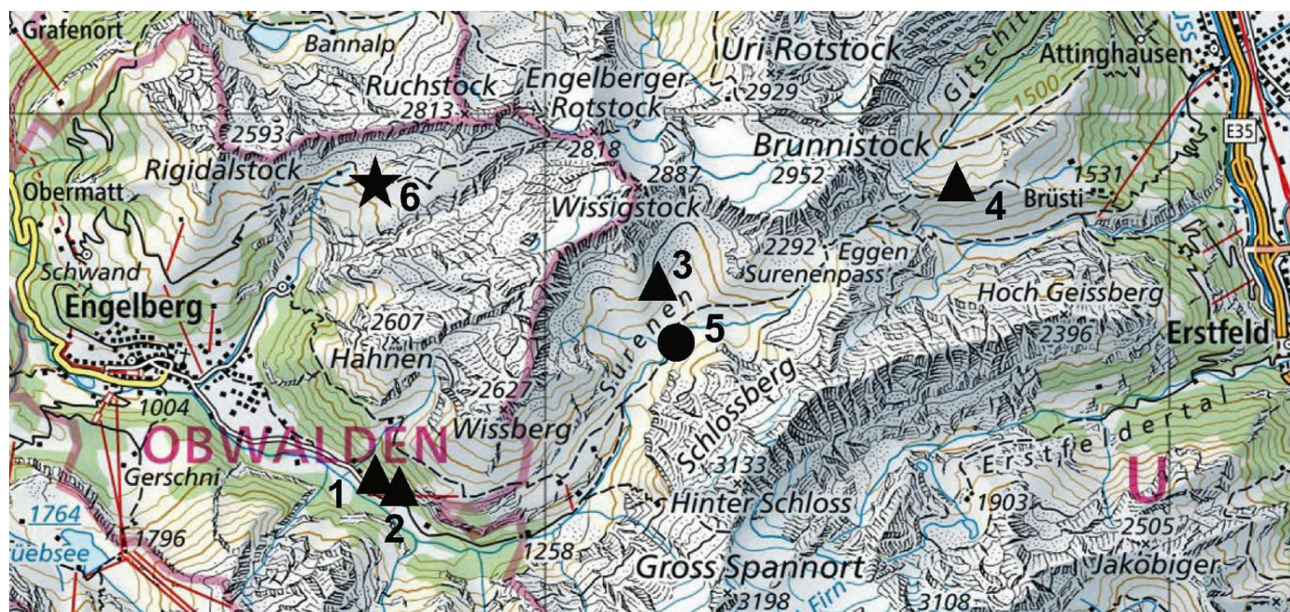 Grafenort
Bannalp
Uri Rotstock
2929
Gitschital
Attinghausen
Ruchstock
2813
Engelberger
Rotstock
2818
1500
E35
2593
Rigidalstock
Brunnistock
2952
2887
Wissigstock
Obermatt
6
4
1531
Brüsti
Schwand
Engelberg
2292
Eggen
Surenenpass
3
Surenen
Hoch Geissberg
2396
Erstfeld
2607
Hahnen
5
262
Schlossberg
1004
OBWALDEN
Wissberg
Gerschni
3133
Erstfeldertal
U
1
2
Hinter Schloss
1903
1764
1796
1258
2505
Gross Spannort
3198
Firn
3108
Jakobiger